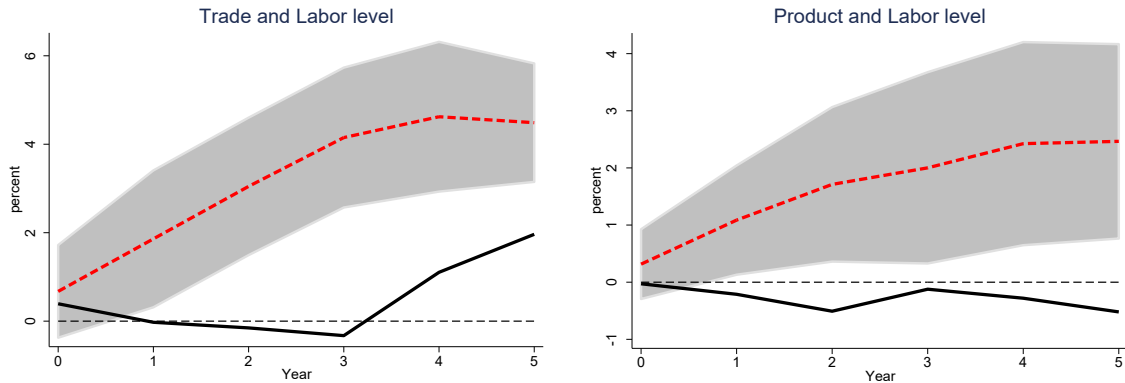 Trade and Labor level
6
4
2
0
percent
0 1 2 3 4 5
Year
Product and Labor level
4
3
2
1
0
-1
percent
0 1 2 3 4 5
Year